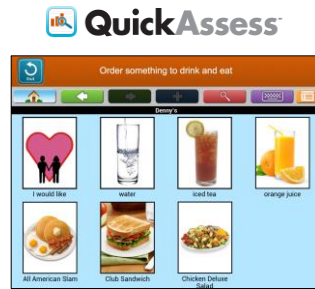 QuickAssess
Exit
Order something to drink and eat
Denny's
I would like
water
iced tea
orange juice
All American Slam
Club Sandwich
Chicken Deluxe
Salad